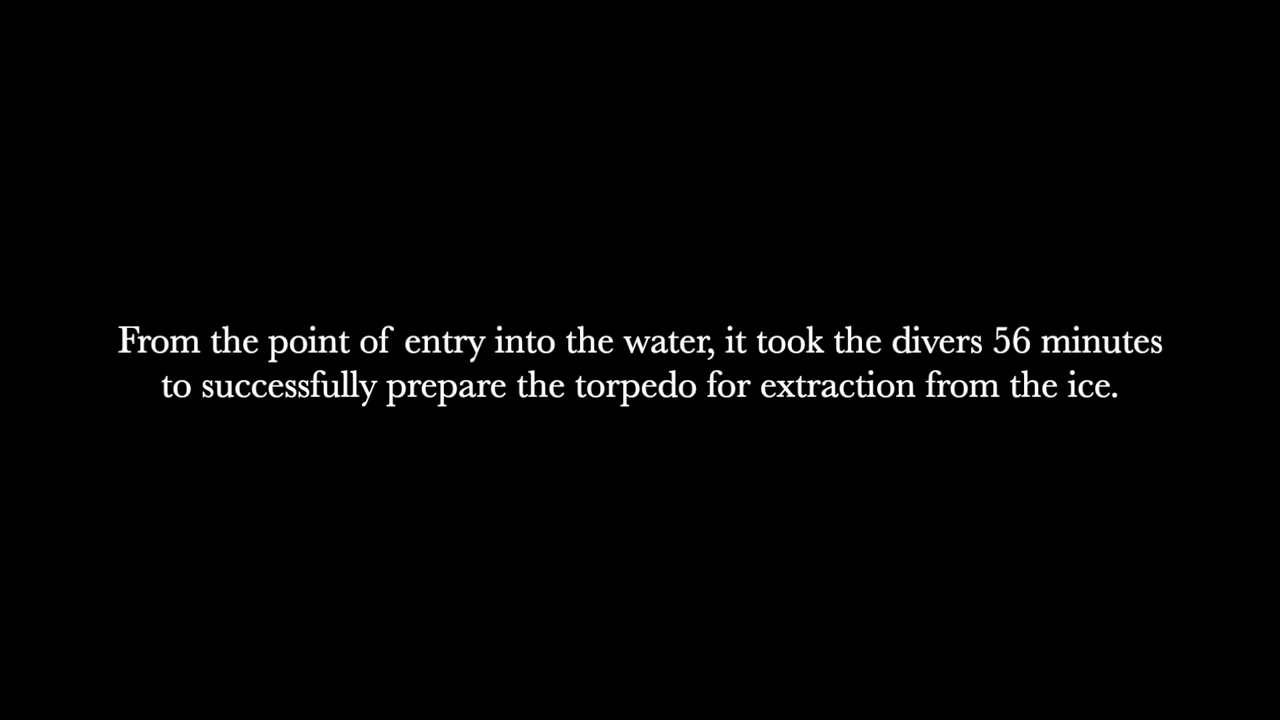 From the point of entry into the water, it took the divers 56 minutes
to successfully prepare the torpedo for extraction from the ice.